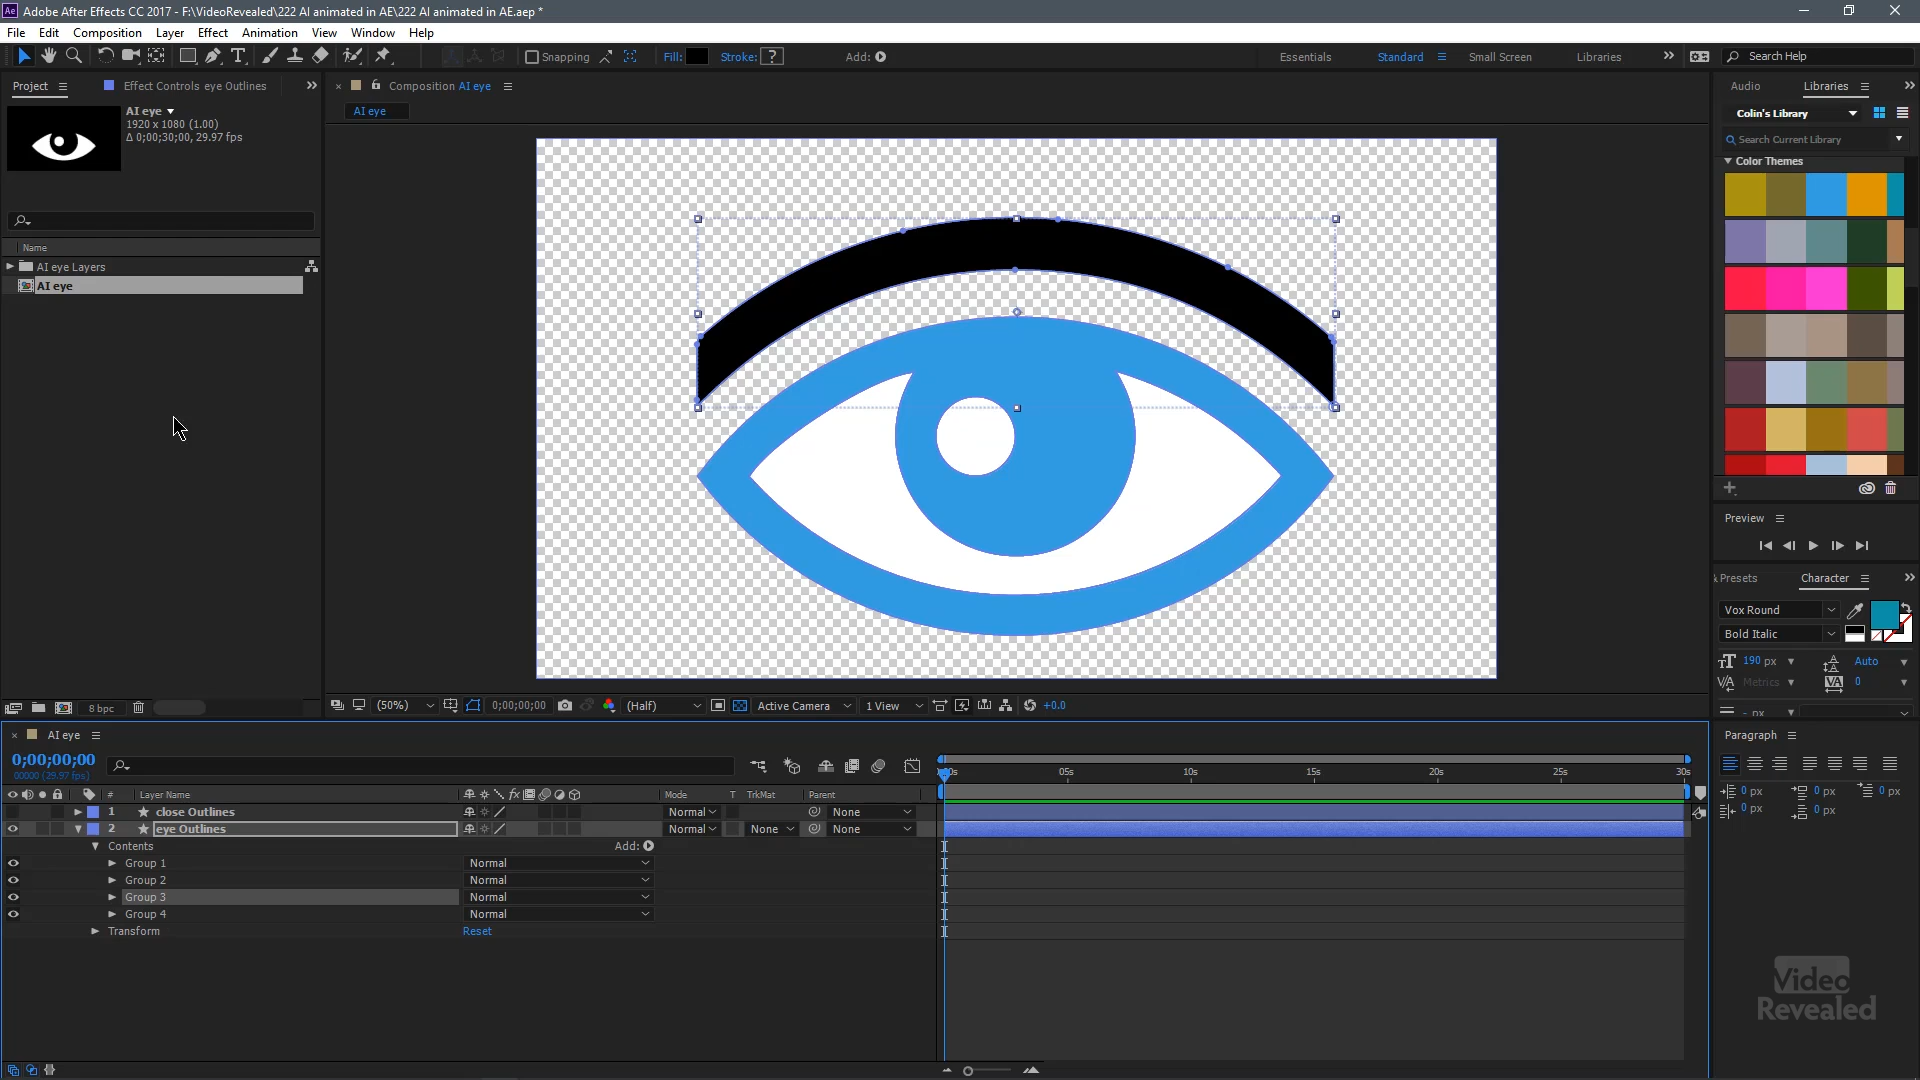 Ae Adobe After Effects CC 2017 - F:\VideoRevealed\222 AI animated in AE\222 AI animated in AE.aep *
File Edit Composition Layer Effect Animation View Window Help
Snapping Fill: Stroke: ? Add: Essentials Standard Small Screen Libraries Search Help
Project Effect Controls eye Outlines
Composition AI eye
Audio Libraries
AI eye
1920 x 1080 (1.00)
Δ 0;00;30;00, 29.97 fps
AI eye
Colin's Library
Search Current Library
Color Themes
Name
AI eye Layers
AI eye
Preview
Presets Character
Vox Round
Bold Italic
190 px Auto
Metrics 0
- px
8 bpc
(50%) 0;00;00;00 (Half) Active Camera 1 View +0.0
AI eye
Paragraph
0;00;00;00
00000 (29.97 fps)
05s 10s 15s 20s 25s 30s
# Layer Name Mode T TrkMat Parent
1 close Outlines Normal None
2 eye Outlines Normal None None
Contents Add:
Group 1 Normal
Group 2 Normal
Group 3 Normal
Group 4 Normal
Transform Reset
0 px 0 px 0 px
0 px 0 px
Video
Revealed